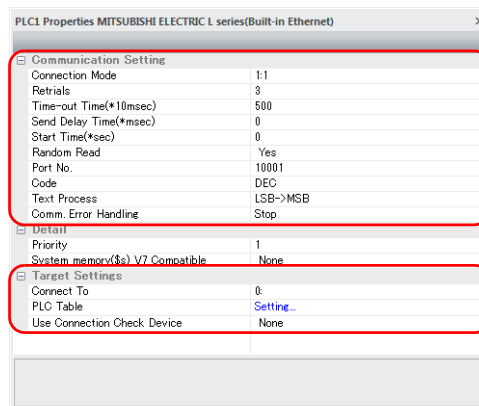 PLC1 Properties MITSUBISHI ELECTRIC L series(Built-in Ethernet)
Communication Setting
Connection Mode 1:1
Retrials 3
Time-out Time(*10msec) 500
Send Delay Time(*msec) 0
Start Time(*sec) 0
Random Read Yes
Port No. 10001
Code DEC
Text Process LSB->MSB
Comm. Error Handling Stop
Detail
Priority 1
System memory($s) V7 Compatible None
Target Settings
Connect To 0:
PLC Table Setting...
Use Connection Check Device None